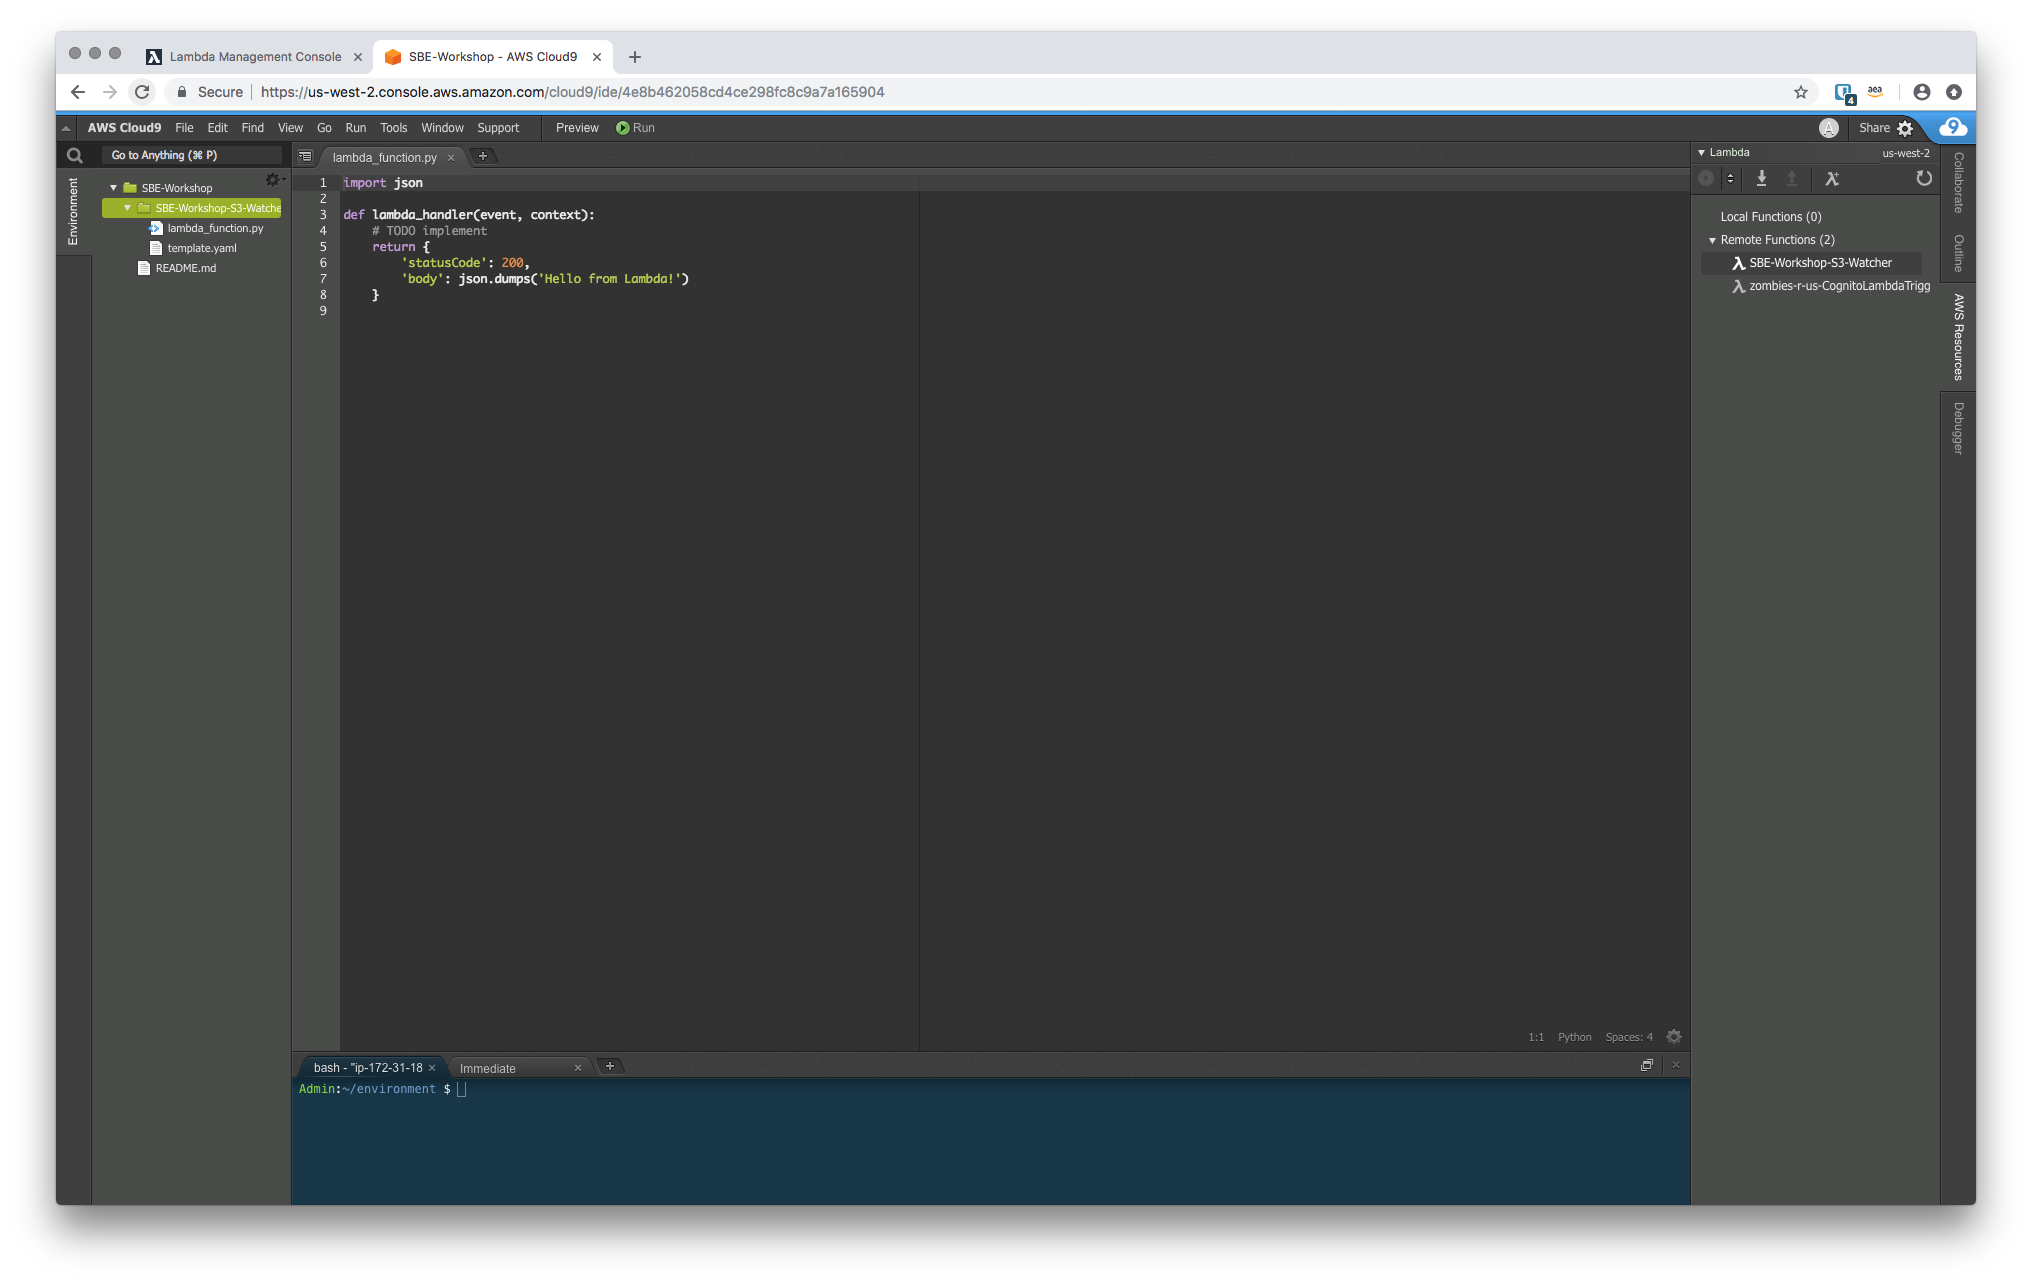 Lambda Management Console
SBE-Workshop - AWS Cloud9
Secure
https://us-west-2.console.aws.amazon.com/cloud9/ide/4e8b462058cd4ce298fc8c9a7a165904
4
aea
AWS Cloud9 File Edit Find View Go Run Tools Window Support Preview Run
A
Share
9
Go to Anything (⌘ P)
lambda_function.py
Environment
SBE-Workshop
SBE-Workshop-S3-Watche
lambda_function.py
template.yaml
README.md
1 import json
2
3 def lambda_handler(event, context):
4     # TODO implement
5     return {
6         'statusCode': 200,
7         'body': json.dumps('Hello from Lambda!')
8     }
9
1:1 Python Spaces: 4
Lambda us-west-2
Local Functions (0)
Remote Functions (2)
SBE-Workshop-S3-Watcher
zombies-r-us-CognitoLambdaTrigg
Collaborate
Outline
AWS Resources
Debugger
bash - "ip-172-31-18
Immediate
Admin:~/environment $